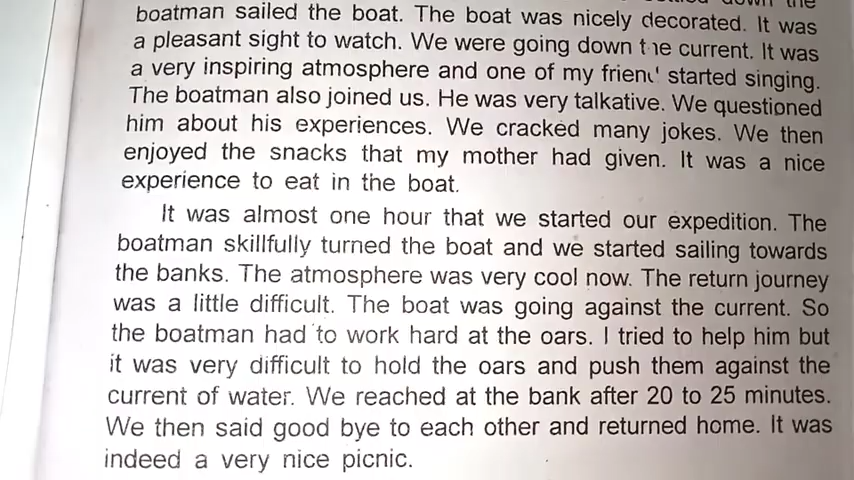 down the
boatman sailed the boat. The boat was nicely decorated. It was
a pleasant sight to watch. We were going down the current. It was
a very inspiring atmosphere and one of my friend' started singing.
The boatman also joined us. He was very talkative. We questioned
him about his experiences. We cracked many jokes. We then
enjoyed the snacks that my mother had given. It was a nice
experience to eat in the boat.
It was almost one hour that we started our expedition. The
boatman skillfully turned the boat and we started sailing towards
the banks. The atmosphere was very cool now. The return journey
was a little difficult. The boat was going against the current. So
the boatman had to work hard at the oars. I tried to help him but
it was very difficult to hold the oars and push them against the
current of water. We reached at the bank after 20 to 25 minutes.
We then said good bye to each other and returned home. It was
indeed a very nice picnic.